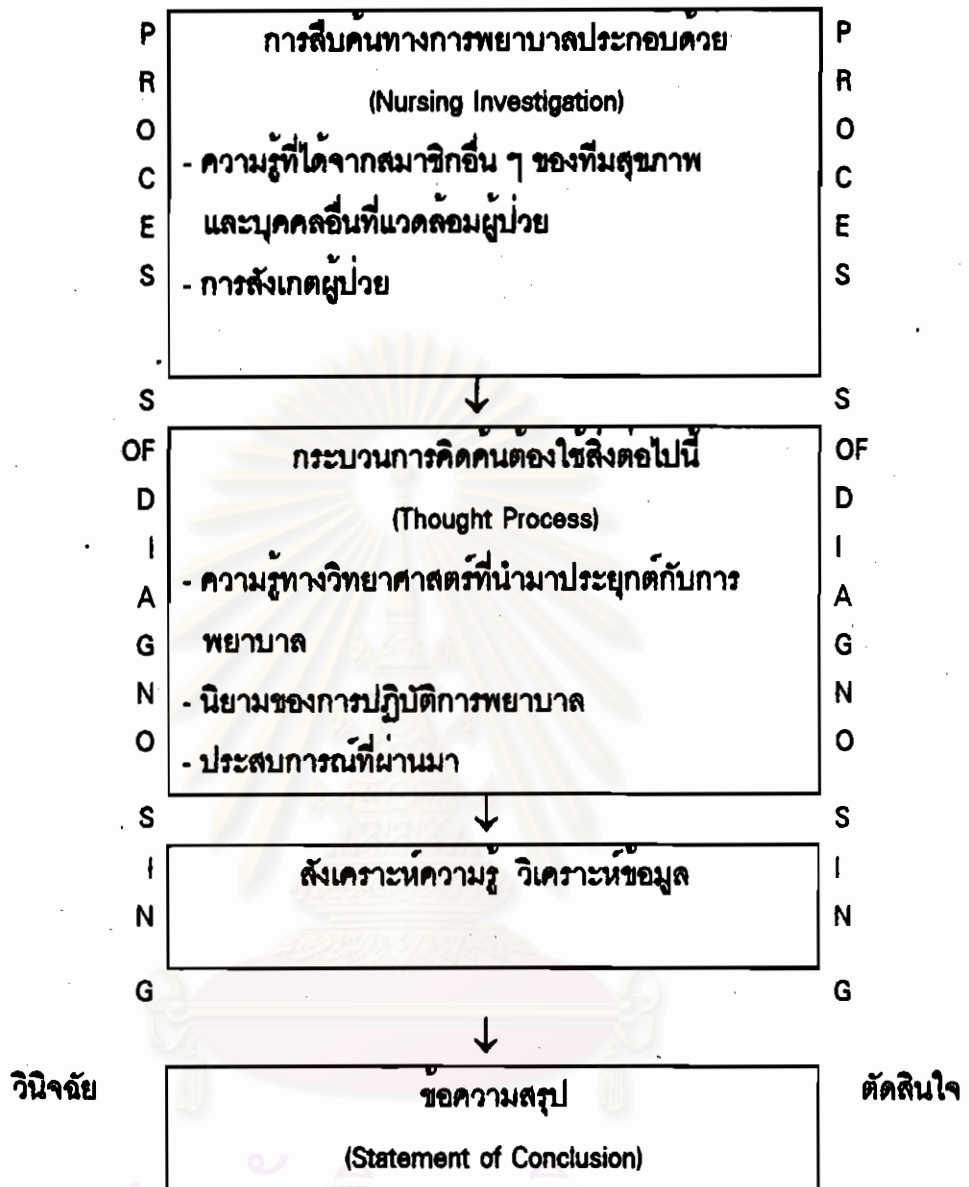 P การสืบค้นทางการพยาบาลประกอบด้วย P
R (Nursing Investigation) R
O O
C - ความรู้ที่ได้จากสมาชิกอื่น ๆ ของทีมสุขภาพ C
E และบุคคลอื่นที่แวดล้อมผู้ป่วย E
S - การสังเกตผู้ป่วย S
S S
OF กระบวนการคิดค้นต้องใช้สิ่งต่อไปนี้ OF
D (Thought Process) D
I I
A - ความรู้ทางวิทยาศาสตร์ที่นำมาประยุกต์กับการ A
G พยาบาล G
N - นิยามของการปฏิบัติการพยาบาล N
O - ประสบการณ์ที่ผ่านมา O
S S
I สังเคราะห์ความรู้ วิเคราะห์ข้อมูล I
N N
G G
วินิจฉัย ข้อความสรุป ตัดสินใจ
(Statement of Conclusion)